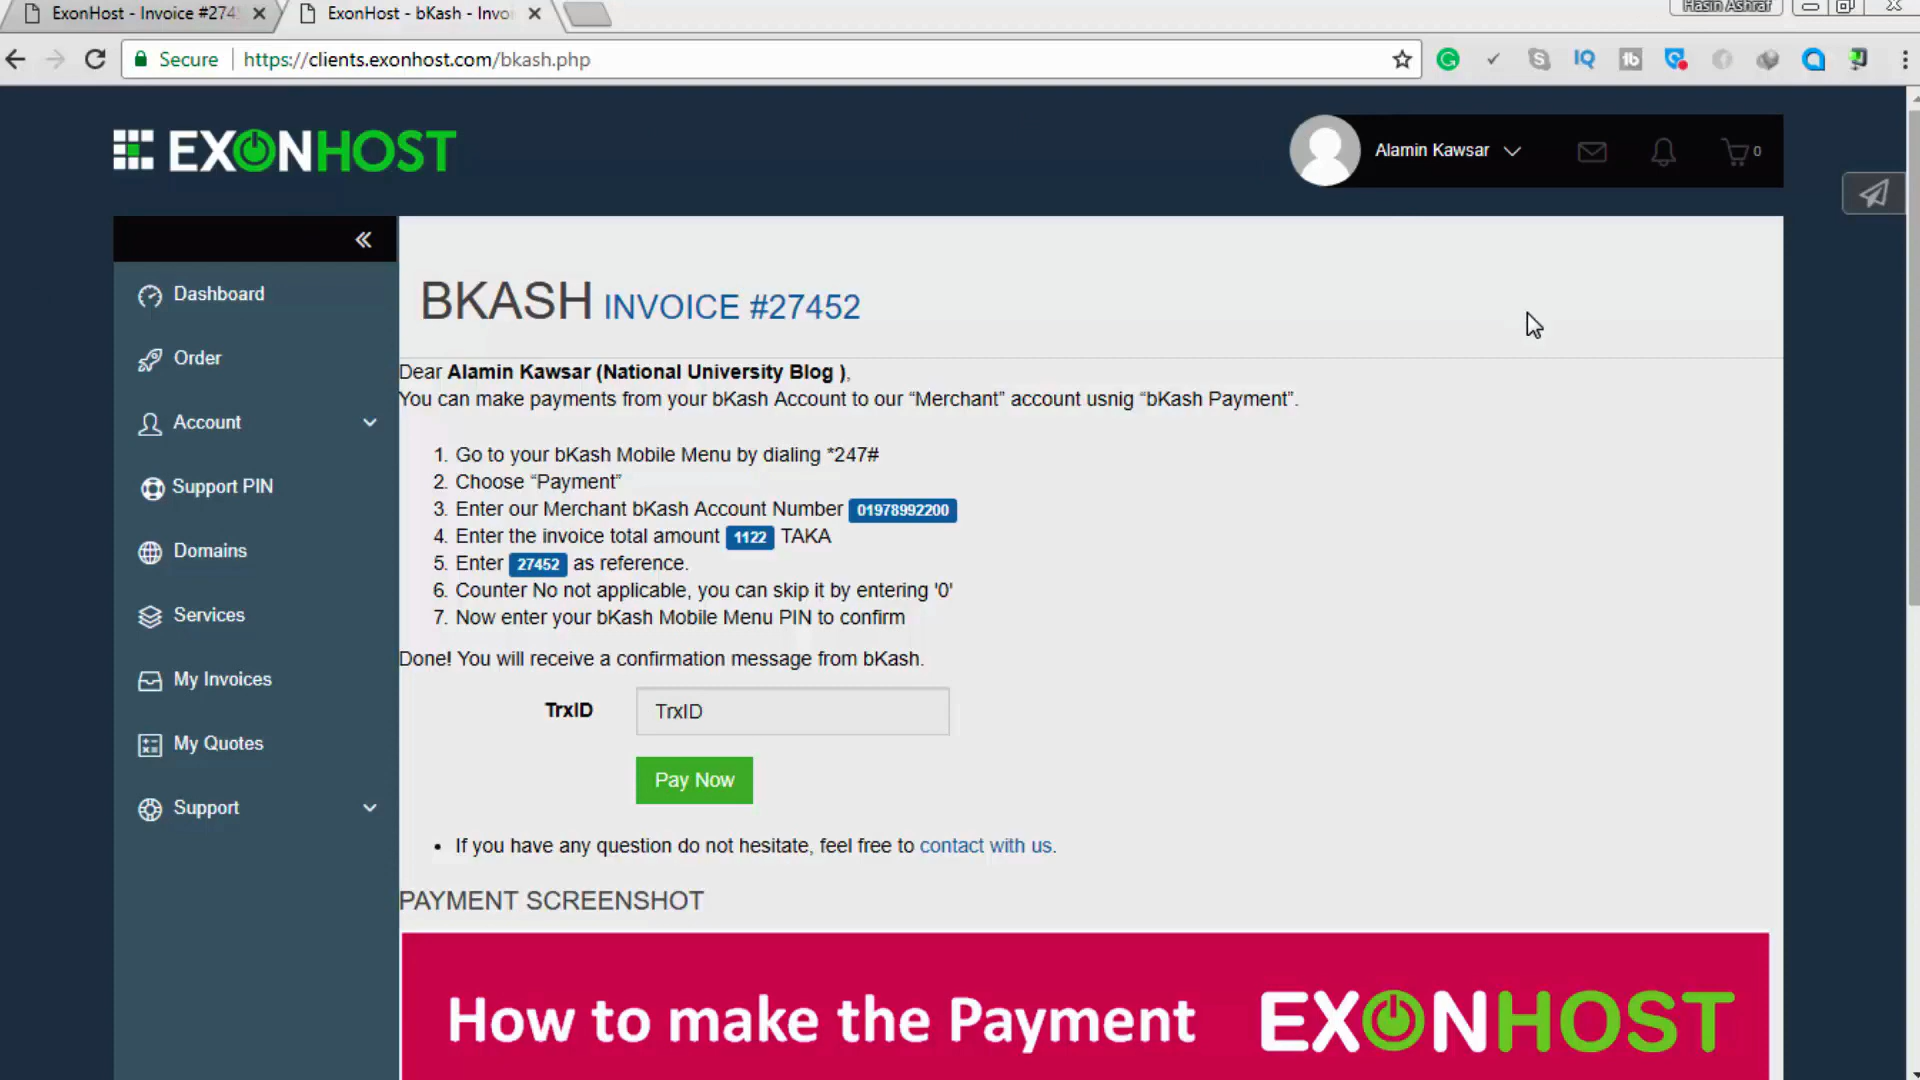 ExonHost - Invoice #274
ExonHost - bKash - Invo
Hasin Ashraf
Secure
https://clients.exonhost.com/bkash.php
EXONHOST
Alamin Kawsar
0
Dashboard
Order
Account
Support PIN
Domains
Services
My Invoices
My Quotes
Support
BKASH INVOICE #27452
Dear Alamin Kawsar (National University Blog ),
You can make payments from your bKash Account to our “Merchant” account usnig “bKash Payment”.
1. Go to your bKash Mobile Menu by dialing *247#
2. Choose “Payment”
3. Enter our Merchant bKash Account Number 01978992200
4. Enter the invoice total amount 1122 TAKA
5. Enter 27452 as reference.
6. Counter No not applicable, you can skip it by entering '0'
7. Now enter your bKash Mobile Menu PIN to confirm
Done! You will receive a confirmation message from bKash.
TrxID TrxID
Pay Now
• If you have any question do not hesitate, feel free to contact with us.
PAYMENT SCREENSHOT
How to make the Payment EXONHOST